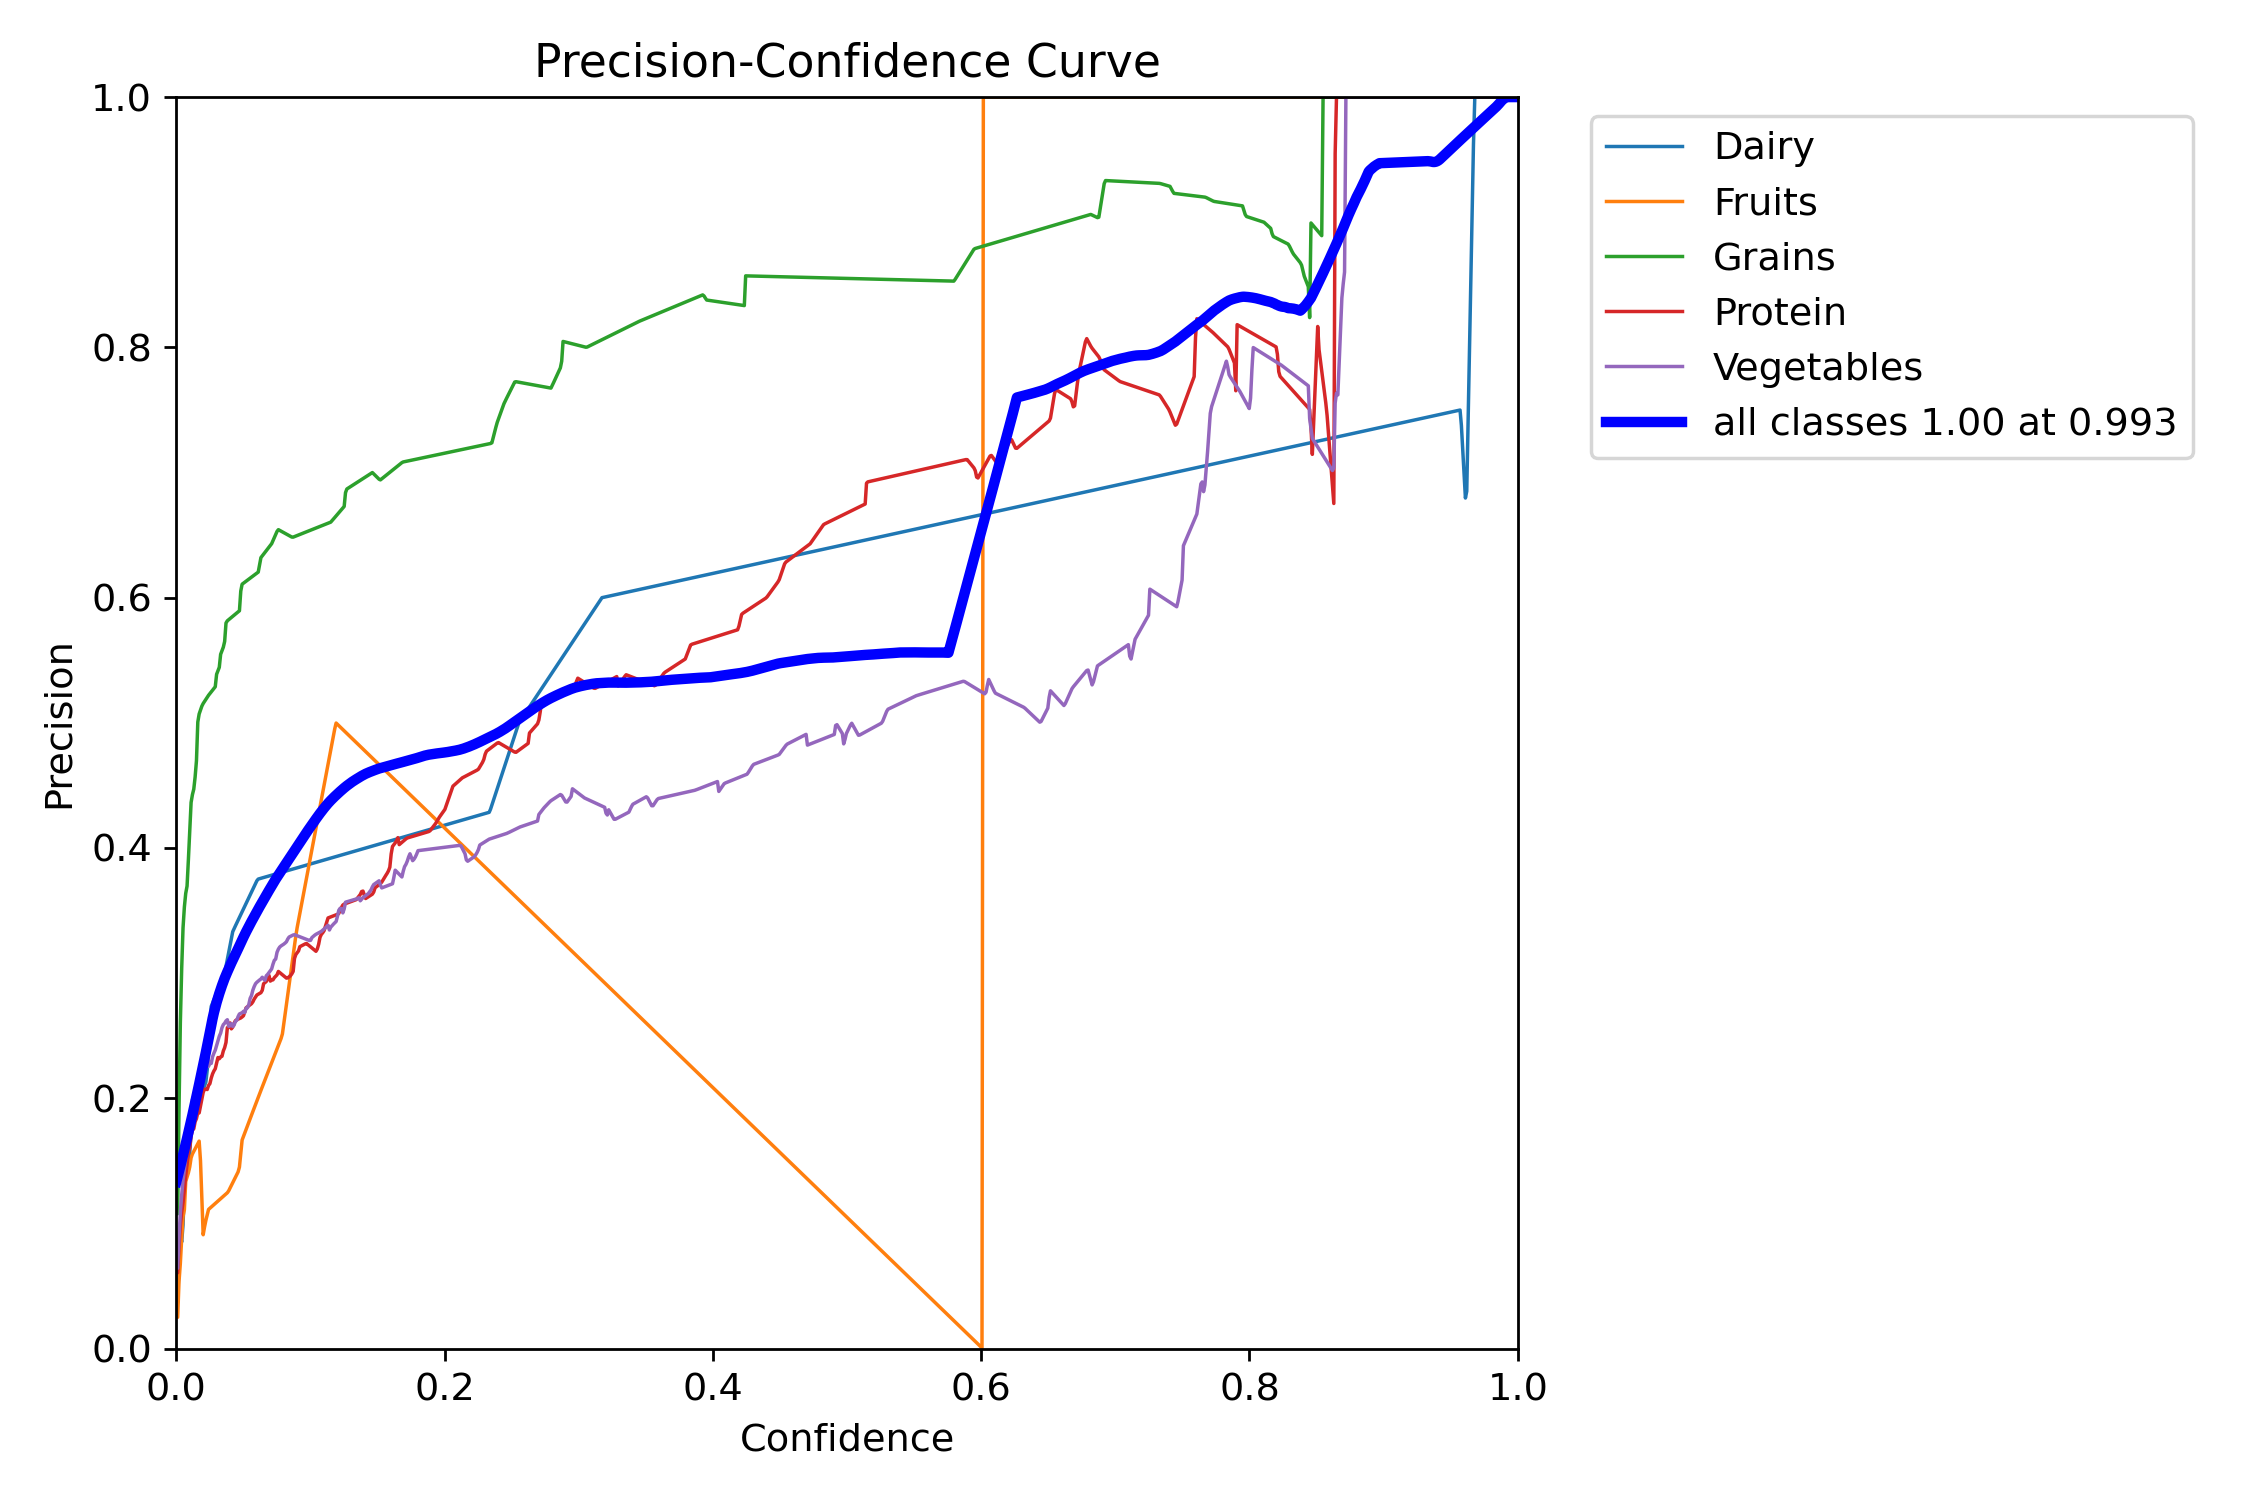 Precision-Confidence Curve
1.0
0.8
0.6
0.4
0.2
0.0
Precision
0.0 0.2 0.4 0.6 0.8 1.0
Confidence
Dairy
Fruits
Grains
Protein
Vegetables
all classes 1.00 at 0.993